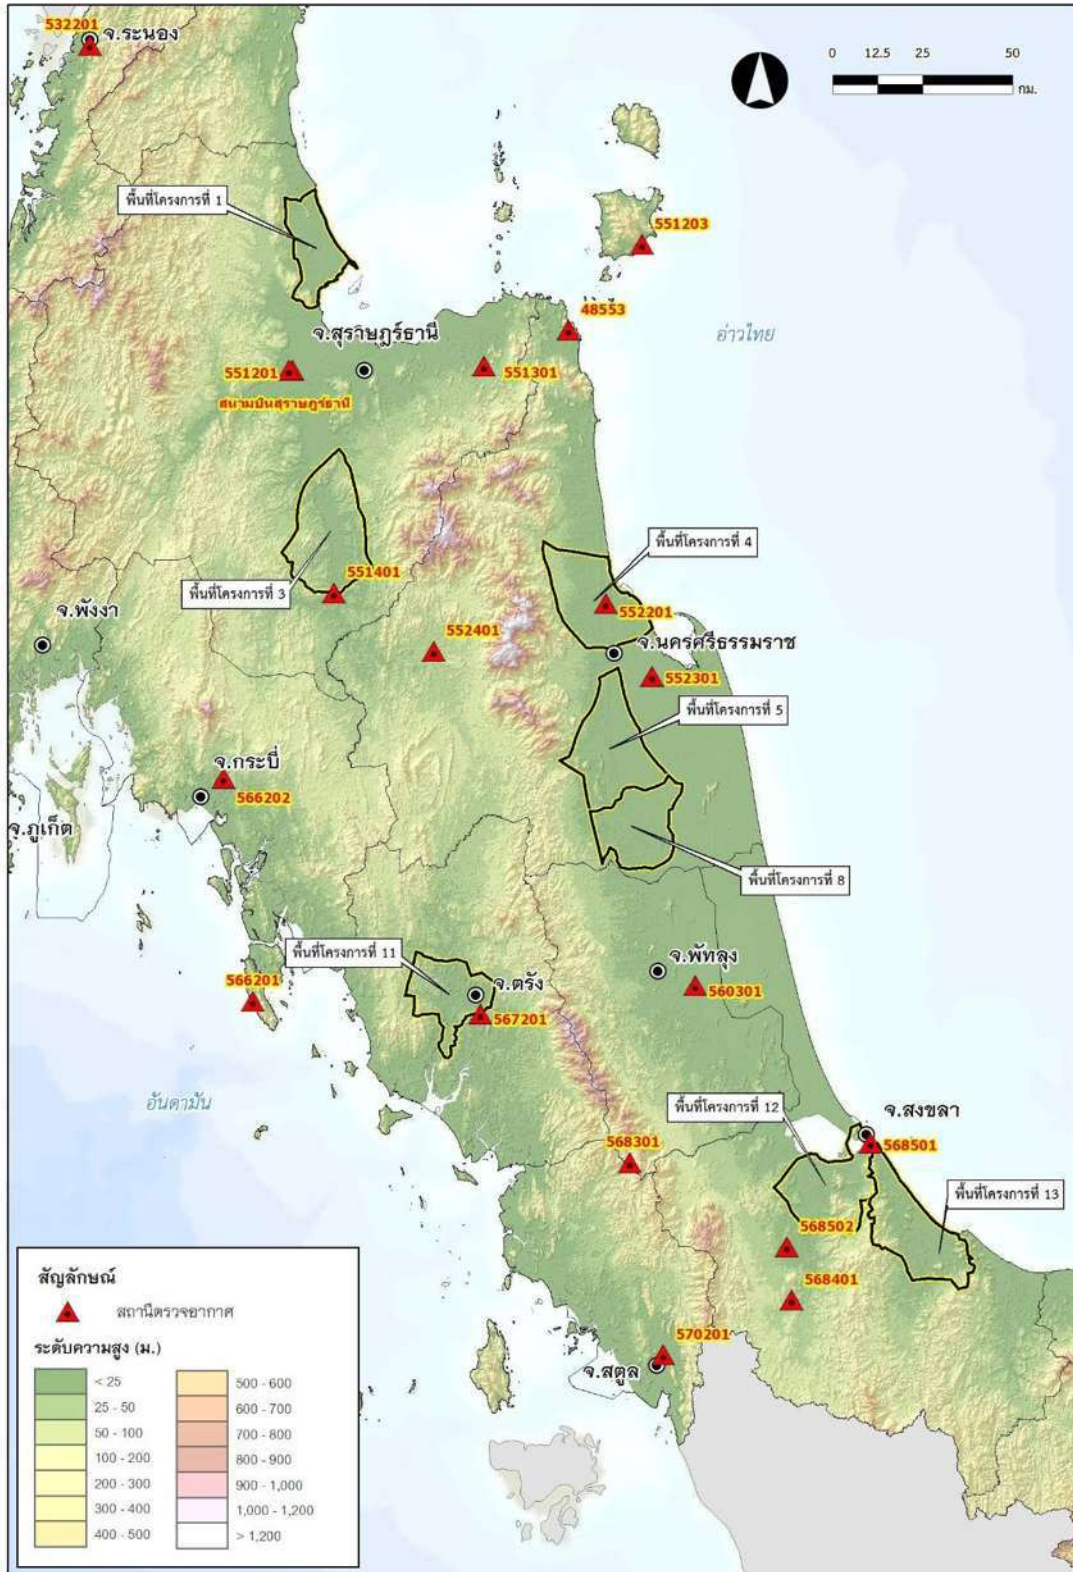 532201
จ.ระนอง
0 12.5 25 50
กม.
พื้นที่โครงการที่ 1
551203
48553
จ.สุราษฎร์ธานี
อ่าวไทย
551201
551301
สนามบินสุราษฎร์ธานี
พื้นที่โครงการที่ 4
551401
พื้นที่โครงการที่ 3
552201
จ.พังงา
552401
จ.นครศรีธรรมราช
552301
พื้นที่โครงการที่ 5
จ.กระบี่
566202
จ.ภูเก็ต
พื้นที่โครงการที่ 8
พื้นที่โครงการที่ 11
จ.พัทลุง
566201
จ.ตรัง
560301
567201
อันดามัน
พื้นที่โครงการที่ 12
จ.สงขลา
568301
568501
พื้นที่โครงการที่ 13
568502
568401
570201
จ.สตูล
สัญลักษณ์
สถานีตรวจอากาศ
ระดับความสูง (ม.)
< 25
25 - 50
50 - 100
100 - 200
200 - 300
300 - 400
400 - 500
500 - 600
600 - 700
700 - 800
800 - 900
900 - 1,000
1,000 - 1,200
> 1,200